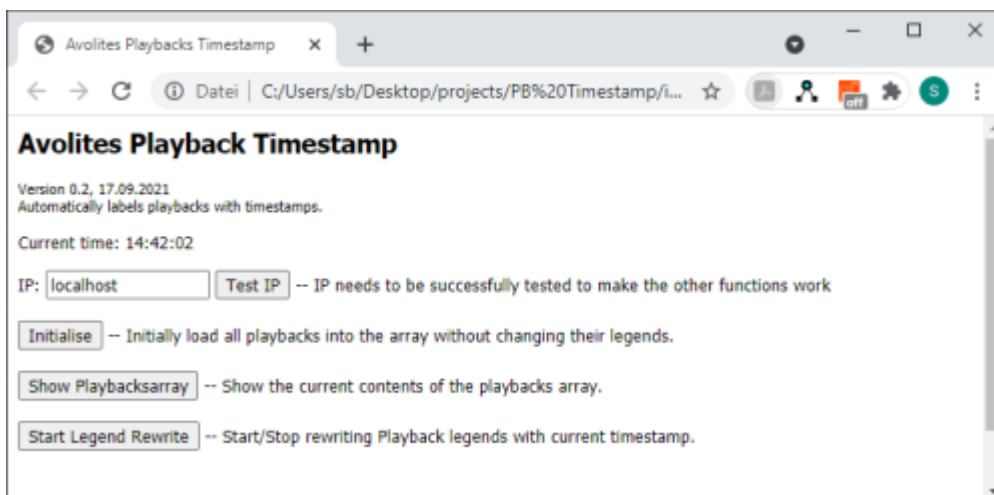 Avolites Playbacks Timestamp
Datei | C:/Users/sb/Desktop/projects/PB%20Timestamp/i...
off
S
Avolites Playback Timestamp
Version 0.2, 17.09.2021
Automatically labels playbacks with timestamps.
Current time: 14:42:02
IP: localhost Test IP -- IP needs to be successfully tested to make the other functions work
Initialise -- Initially load all playbacks into the array without changing their legends.
Show Playbacksarray -- Show the current contents of the playbacks array.
Start Legend Rewrite -- Start/Stop rewriting Playback legends with current timestamp.